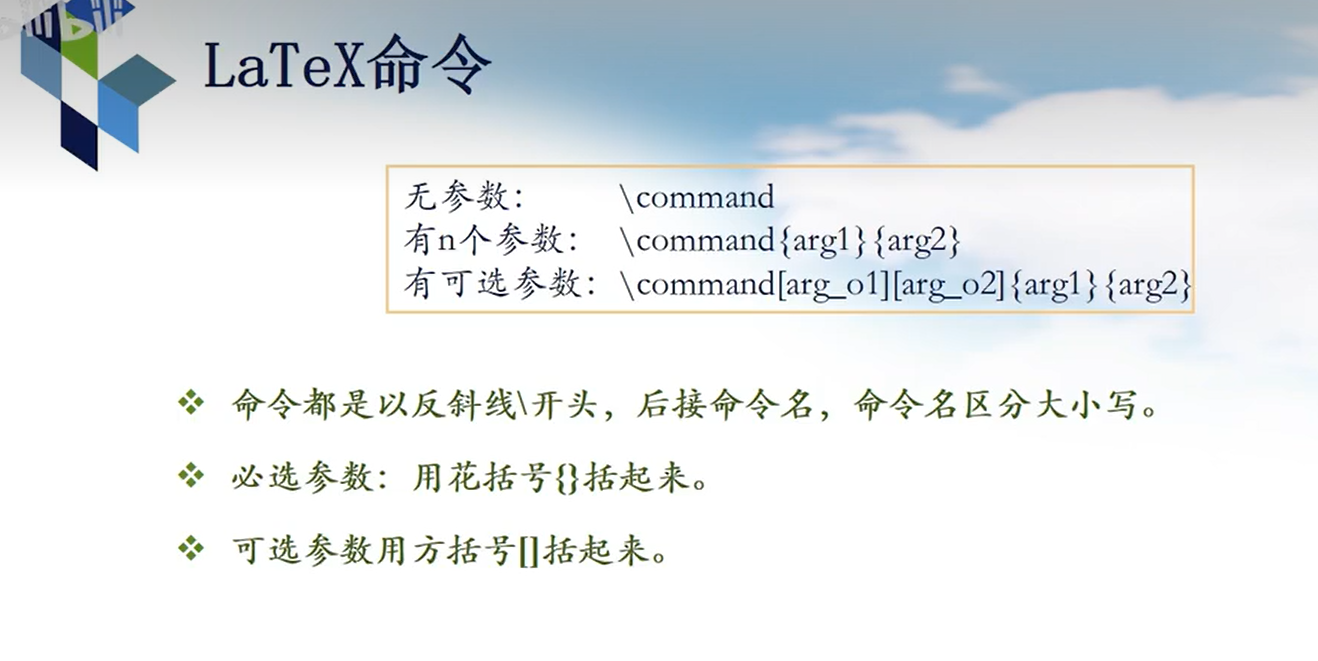 bilibili
LaTeX命令
无参数： \command
有n个参数： \command{arg1}{arg2}
有可选参数： \command[arg_o1][arg_o2]{arg1}{arg2}
命令都是以反斜线\开头，后接命令名，命令名区分大小写。
必选参数：用花括号{}括起来。
可选参数用方括号[]括起来。